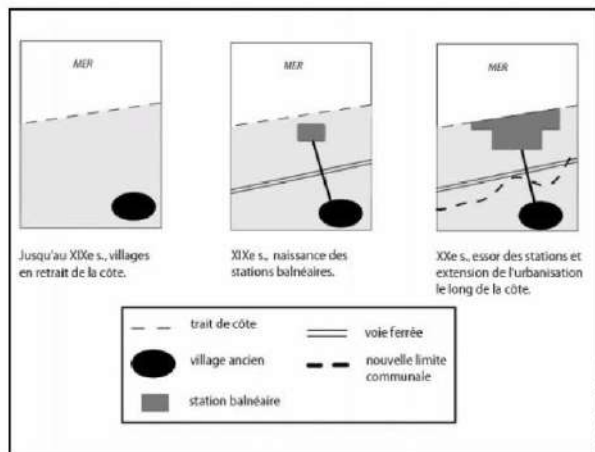 MER
MER
MER
Jusqu'au XIXe s., villages
en retrait de la côte.
XIXe s., naissance des
stations balnéaires.
XXe s., essor des stations et
extension de l'urbanisation
le long de la côte.
trait de côte
voie ferrée
village ancien
nouvelle limite
communale
station balnéaire